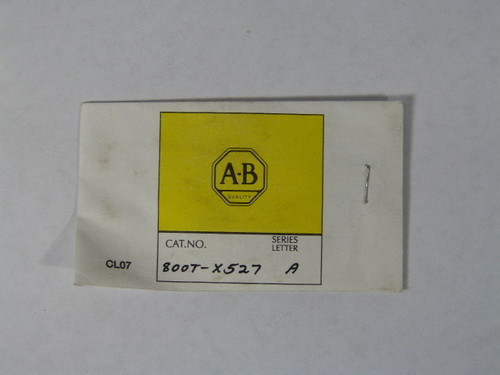 A-B
QUALITY
CAT.NO.
SERIES
LETTER
CL07
800T-X527 A